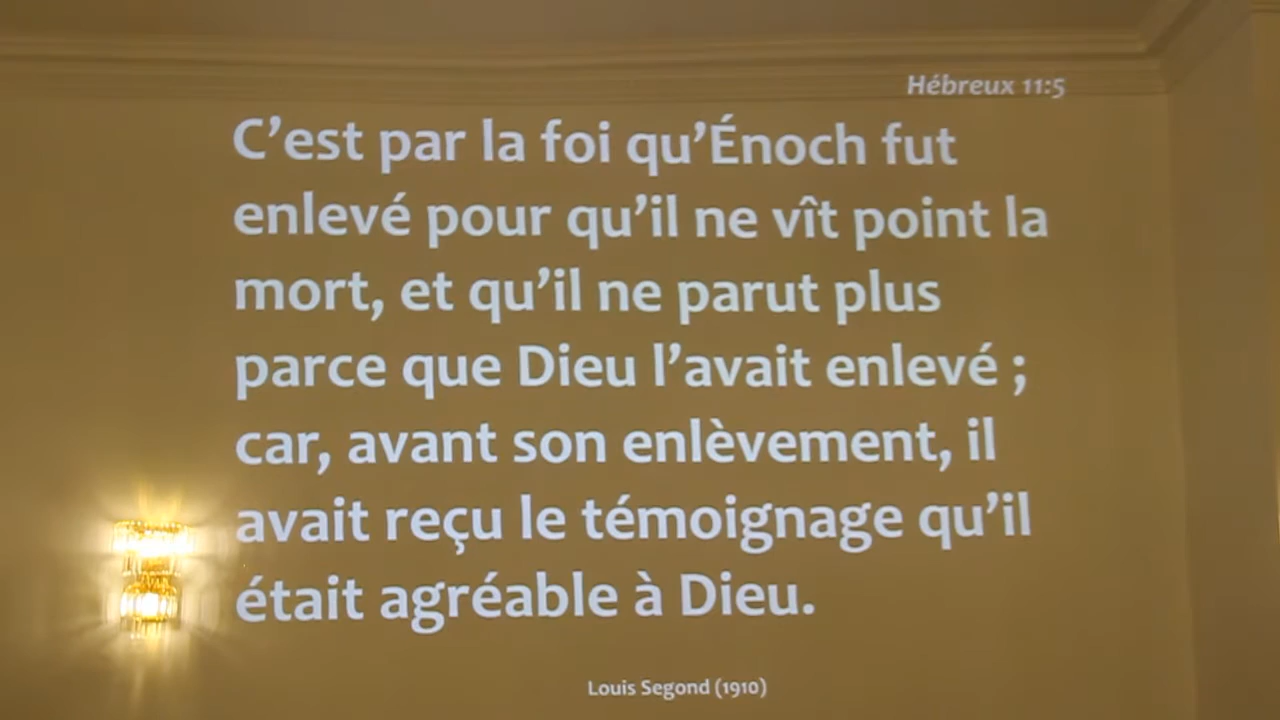 Hébreux 11:5
C’est par la foi qu’Énoch fut
enlevé pour qu’il ne vît point la
mort, et qu’il ne parut plus
parce que Dieu l’avait enlevé ;
car, avant son enlèvement, il
avait reçu le témoignage qu’il
était agréable à Dieu.
Louis Segond (1910)